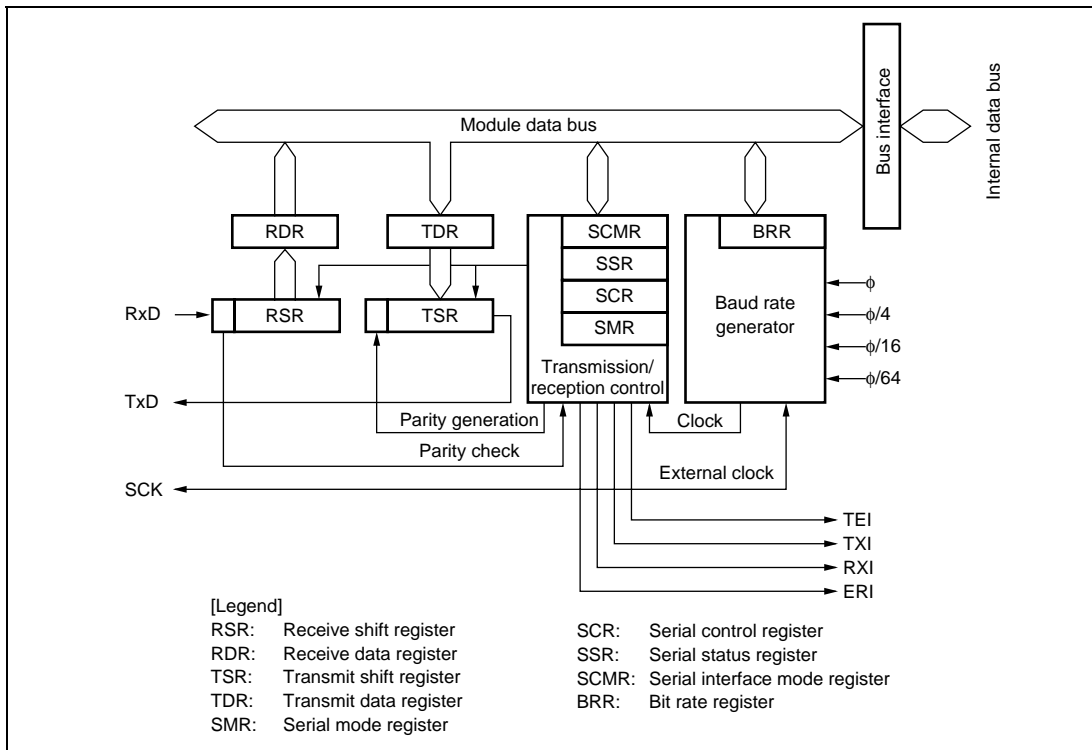 Bus interface
Internal data bus
Module data bus
RDR
TDR
SCMR
BRR
SSR
SCR
SMR
RxD
RSR
TSR
Baud rate
generator
ϕ
ϕ/4
ϕ/16
ϕ/64
Transmission/
reception control
TxD
Parity generation
Clock
Parity check
External clock
SCK
TEI
TXI
RXI
ERI
[Legend]
RSR: Receive shift register
RDR: Receive data register
TSR: Transmit shift register
TDR: Transmit data register
SMR: Serial mode register
SCR: Serial control register
SSR: Serial status register
SCMR: Serial interface mode register
BRR: Bit rate register